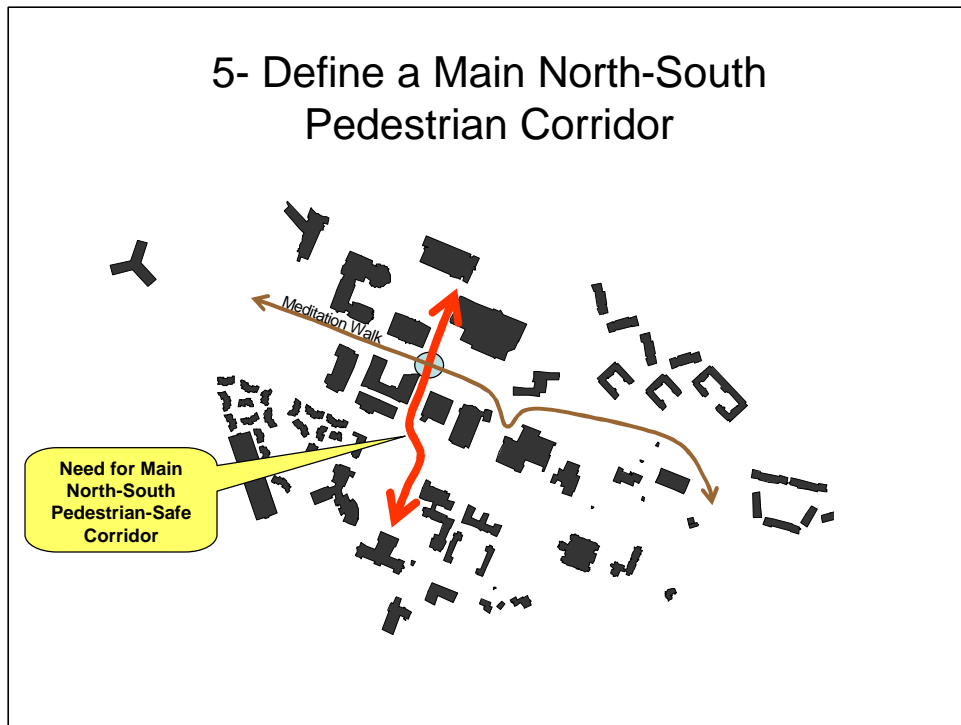 5- Define a Main North-South
Pedestrian Corridor
Meditation Walk
Need for Main
North-South
Pedestrian-Safe
Corridor